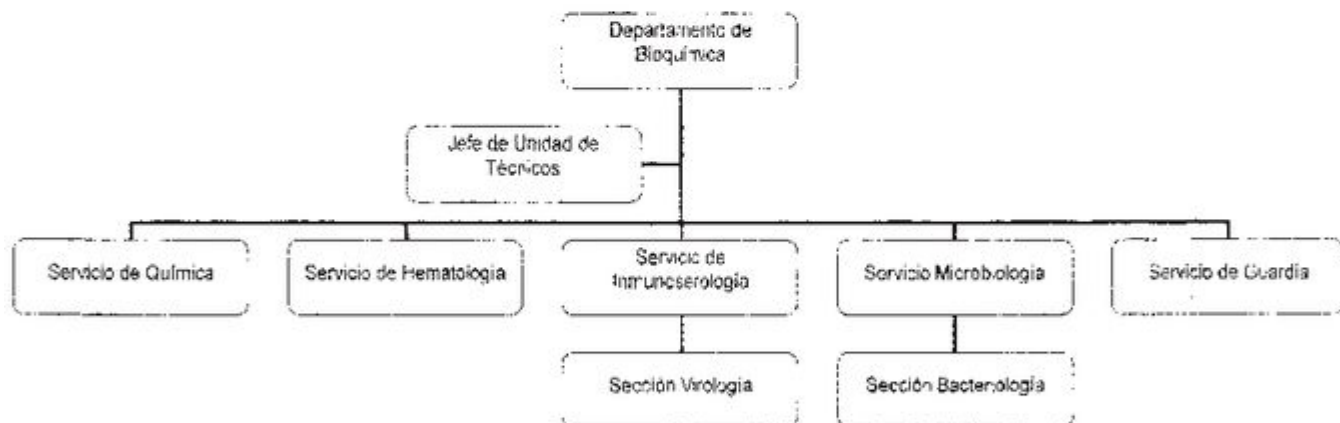 Departamento de
Bioquímica
Jefe de Unidad de
Técnicos
Servicio de Química
Servicio de Hematología
Servicio de
Inmunoserología
Servicio Microbiología
Servicio de Guardia
Sección Virología
Sección Bacteriología